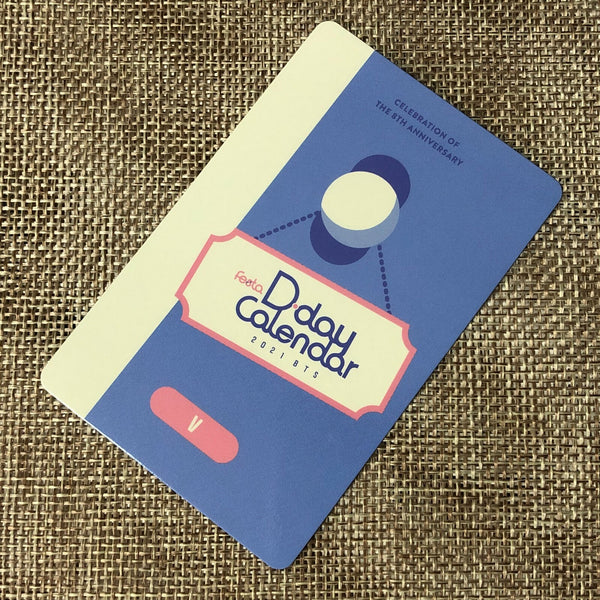 CELEBRATION OF
THE 8TH ANNIVERSARY
Festa
D-day
Calendar
2021 BTS
V